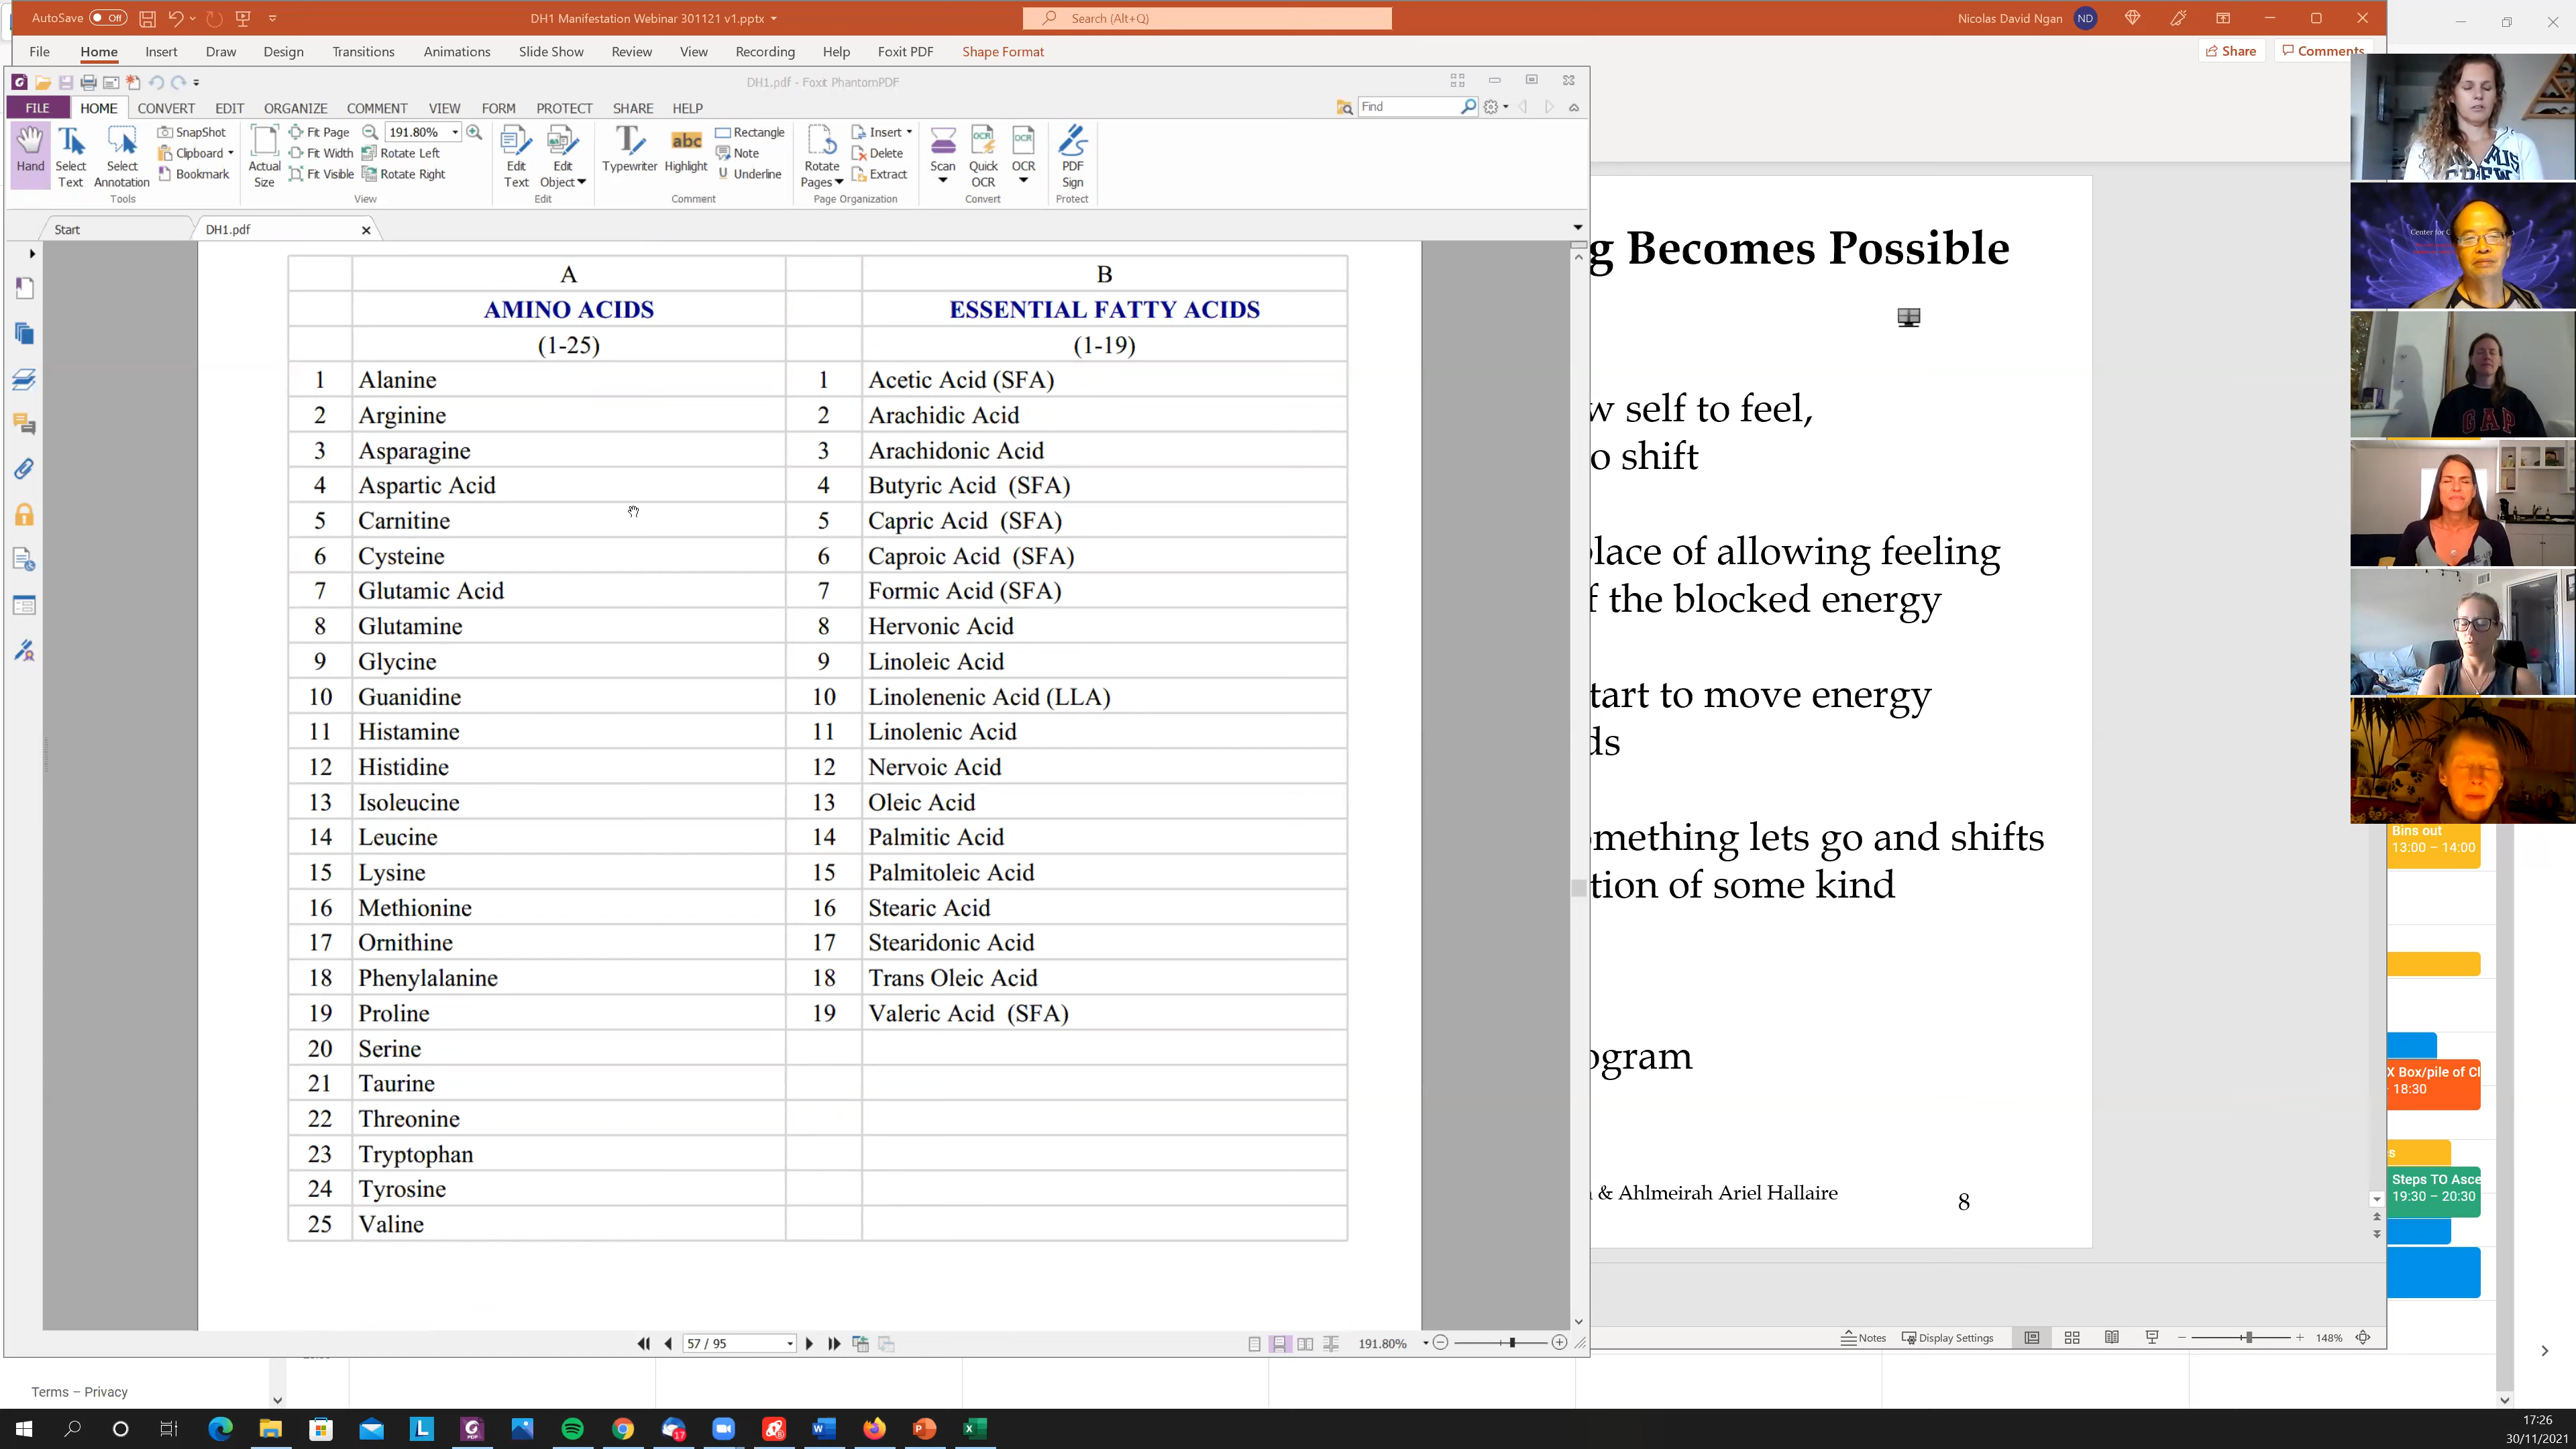 AutoSave Off DH1 Manifestation Webinar 301121 v1.pptx Search (Alt+Q) Nicolas David Ngan ND
File Home Insert Draw Design Transitions Animations Slide Show Review View Recording Help Foxit PDF Shape Format Share Comments
DH1.pdf - Foxit PhantomPDF
FILE HOME CONVERT EDIT ORGANIZE COMMENT VIEW FORM PROTECT SHARE HELP Find
Hand
Select Text
Select Annotation
SnapShot
Clipboard
Bookmark
Tools
Actual Size
Fit Page
Fit Width
Fit Visible
191.80%
Rotate Left
Rotate Right
View
Edit Text
Edit Object
Edit
Typewriter
abc
Highlight
Rectangle
Note
Underline
Comment
Rotate Pages
Insert
Delete
Extract
Page Organization
Scan
OCR
Quick OCR
OCR
OCR
Convert
PDF Sign
Protect
Start DH1.pdf
A B
AMINO ACIDS ESSENTIAL FATTY ACIDS
(1-25) (1-19)
1 Alanine 1 Acetic Acid (SFA)
2 Arginine 2 Arachidic Acid
3 Asparagine 3 Arachidonic Acid
4 Aspartic Acid 4 Butyric Acid (SFA)
5 Carnitine 5 Capric Acid (SFA)
6 Cysteine 6 Caproic Acid (SFA)
7 Glutamic Acid 7 Formic Acid (SFA)
8 Glutamine 8 Hervonic Acid
9 Glycine 9 Linoleic Acid
10 Guanidine 10 Linolenenic Acid (LLA)
11 Histamine 11 Linolenic Acid
12 Histidine 12 Nervoic Acid
13 Isoleucine 13 Oleic Acid
14 Leucine 14 Palmitic Acid
15 Lysine 15 Palmitoleic Acid
16 Methionine 16 Stearic Acid
17 Ornithine 17 Stearidonic Acid
18 Phenylalanine 18 Trans Oleic Acid
19 Proline 19 Valeric Acid (SFA)
20 Serine
21 Taurine
22 Threonine
23 Tryptophan
24 Tyrosine
25 Valine
57 / 95 191.80%
g Becomes Possible
w self to feel,
o shift
lace of allowing feeling
f the blocked energy
tart to move energy
ds
mething lets go and shifts
tion of some kind
ogram
& Ahlmeirah Ariel Hallaire 8
Notes Display Settings 148%
GAP
Bins out
13:00 – 14:00
X Box/pile of Cl
18:30
s
Steps TO Asce
19:30 – 20:30
Terms – Privacy
17
17:26
30/11/2021